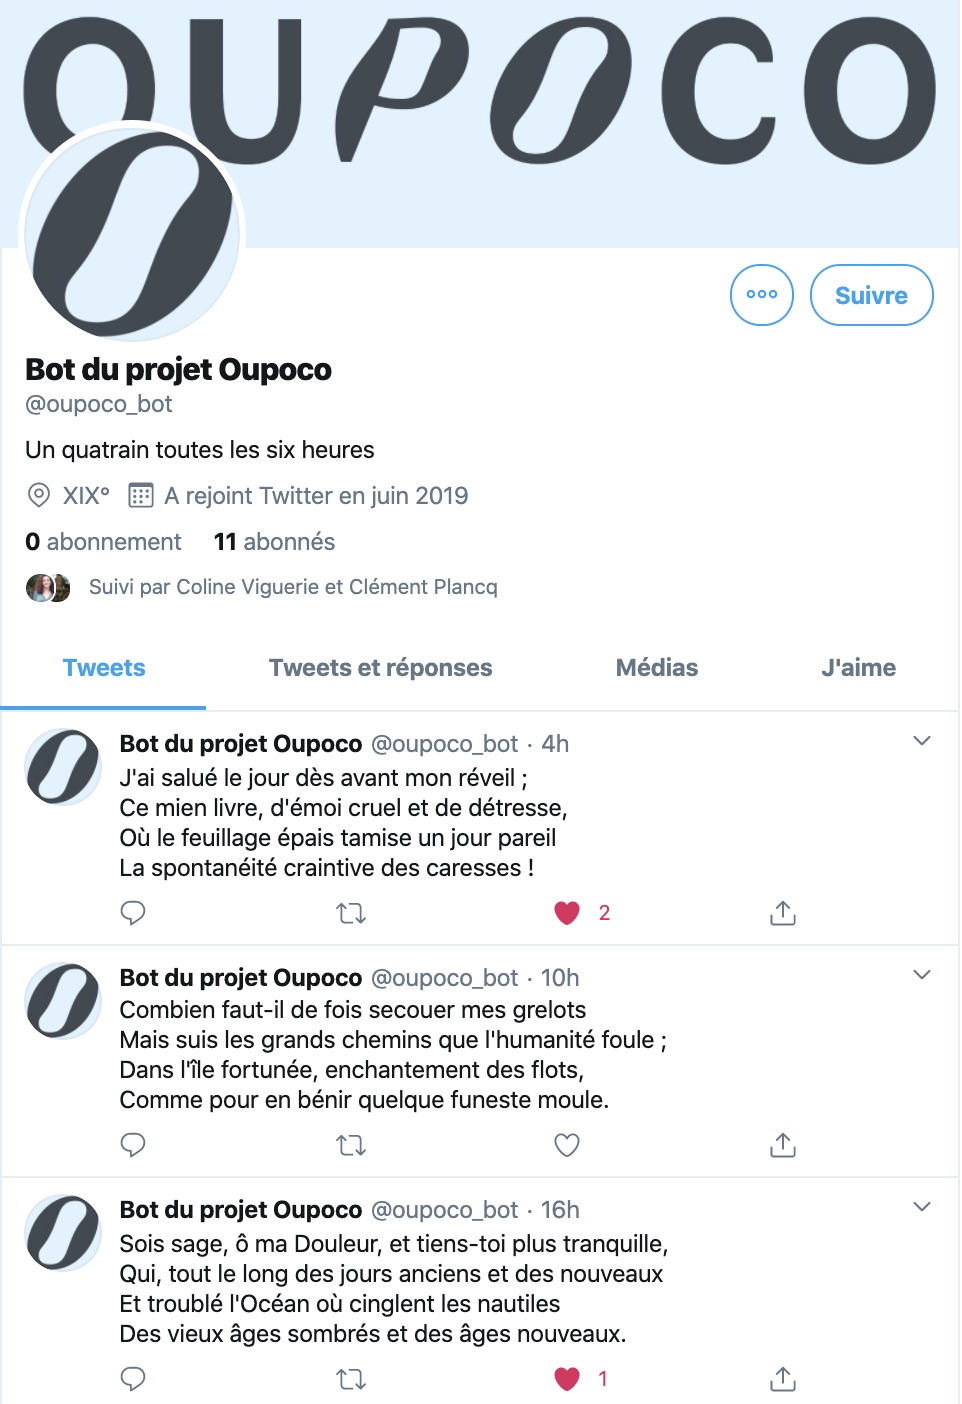 OUPOCO
Suivre
Bot du projet Oupoco
@oupoco_bot
Un quatrain toutes les six heures
XIX° A rejoint Twitter en juin 2019
0 abonnement 11 abonnés
Suivi par Coline Viguerie et Clément Plancq
Tweets Tweets et réponses Médias J'aime
Bot du projet Oupoco @oupoco_bot · 4h
J'ai salué le jour dès avant mon réveil ;
Ce mien livre, d'émoi cruel et de détresse,
Où le feuillage épais tamise un jour pareil
La spontanéité craintive des caresses !
2
Bot du projet Oupoco @oupoco_bot · 10h
Combien faut-il de fois secouer mes grelots
Mais suis les grands chemins que l'humanité foule ;
Dans l'île fortunée, enchantement des flots,
Comme pour en bénir quelque funeste moule.
Bot du projet Oupoco @oupoco_bot · 16h
Sois sage, ô ma Douleur, et tiens-toi plus tranquille,
Qui, tout le long des jours anciens et des nouveaux
Et troublé l'Océan où cinglent les nautiles
Des vieux âges sombrés et des âges nouveaux.
1